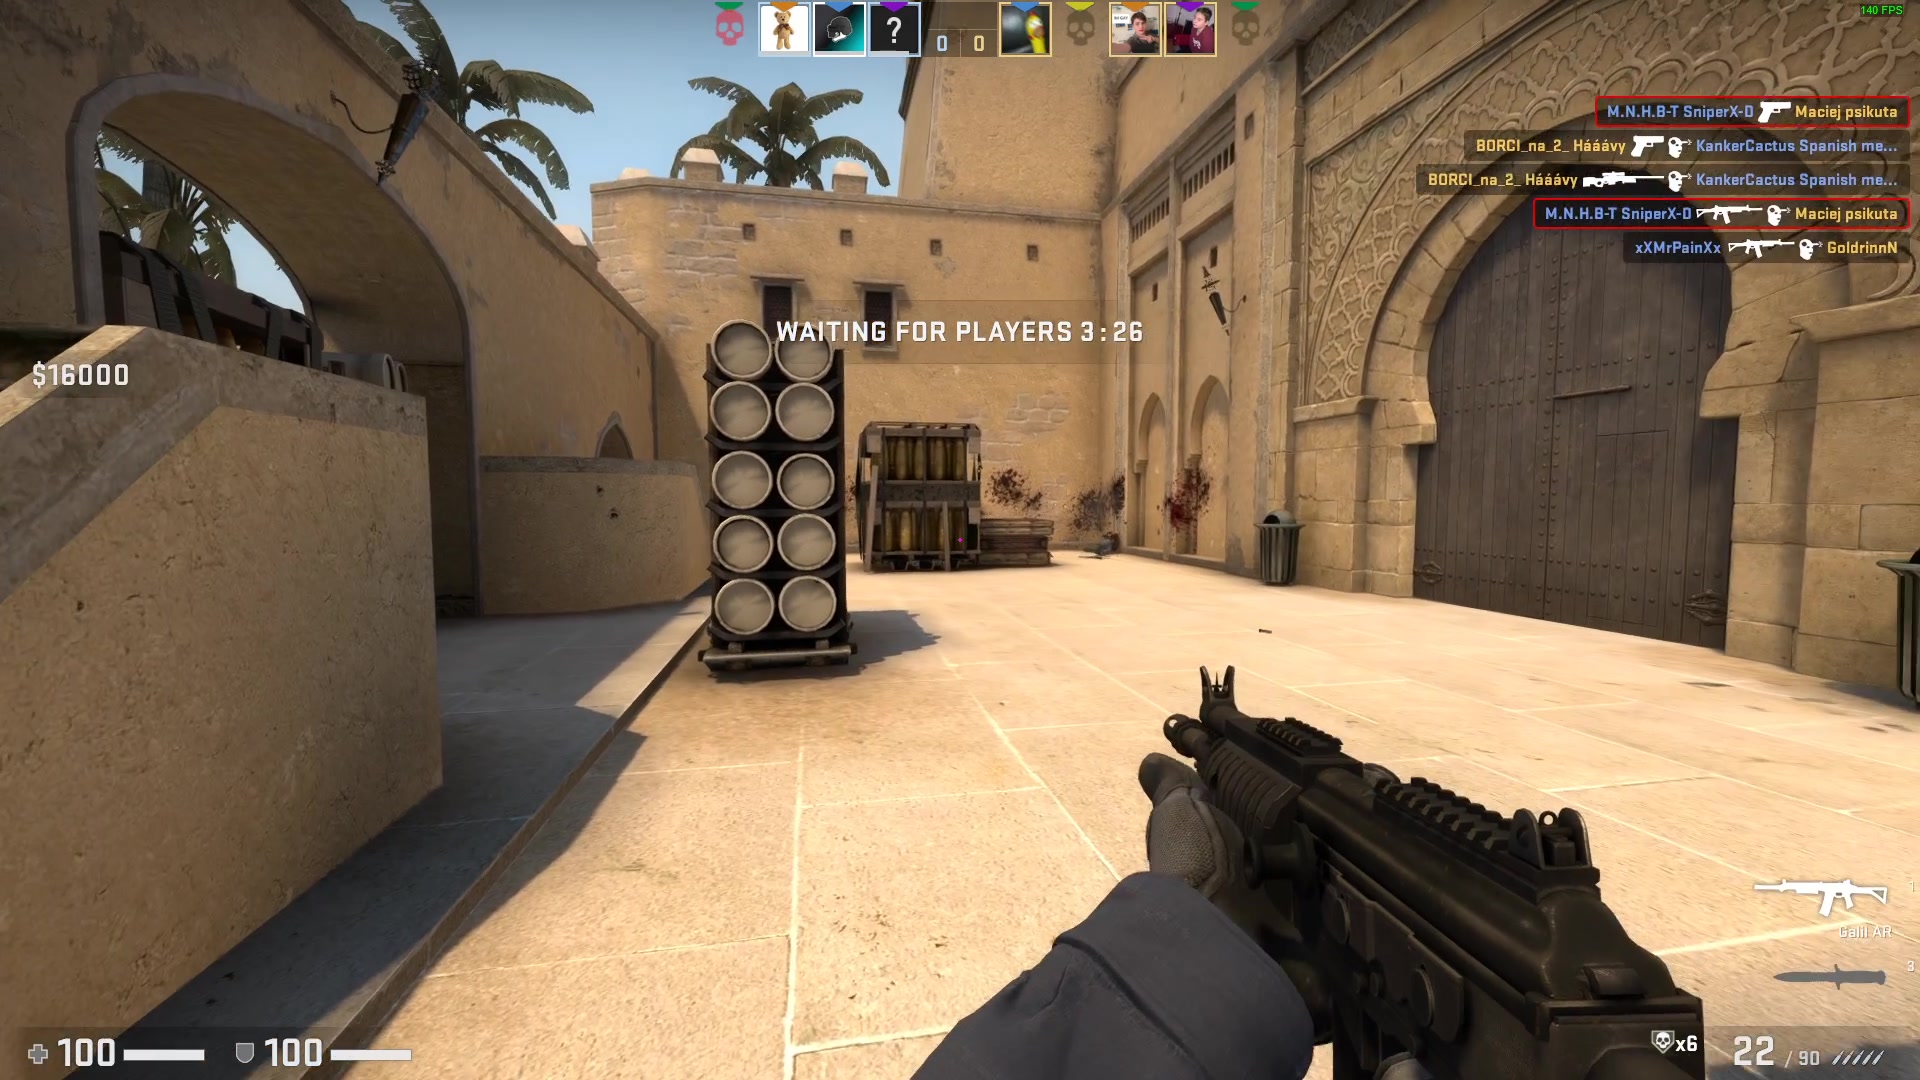 140 FPS
?
0 0
M.N.H.B-T SniperX-D Maciej psikuta
BORCI_na_2_ Hááávy KankerCactus Spanish me...
BORCI_na_2_ Hááávy KankerCactus Spanish me...
M.N.H.B-T SniperX-D Maciej psikuta
xXMrPainXx GoldrinnN
WAITING FOR PLAYERS 3:26
$16000
1
Galil AR
3
100 100
x6
22 / 90